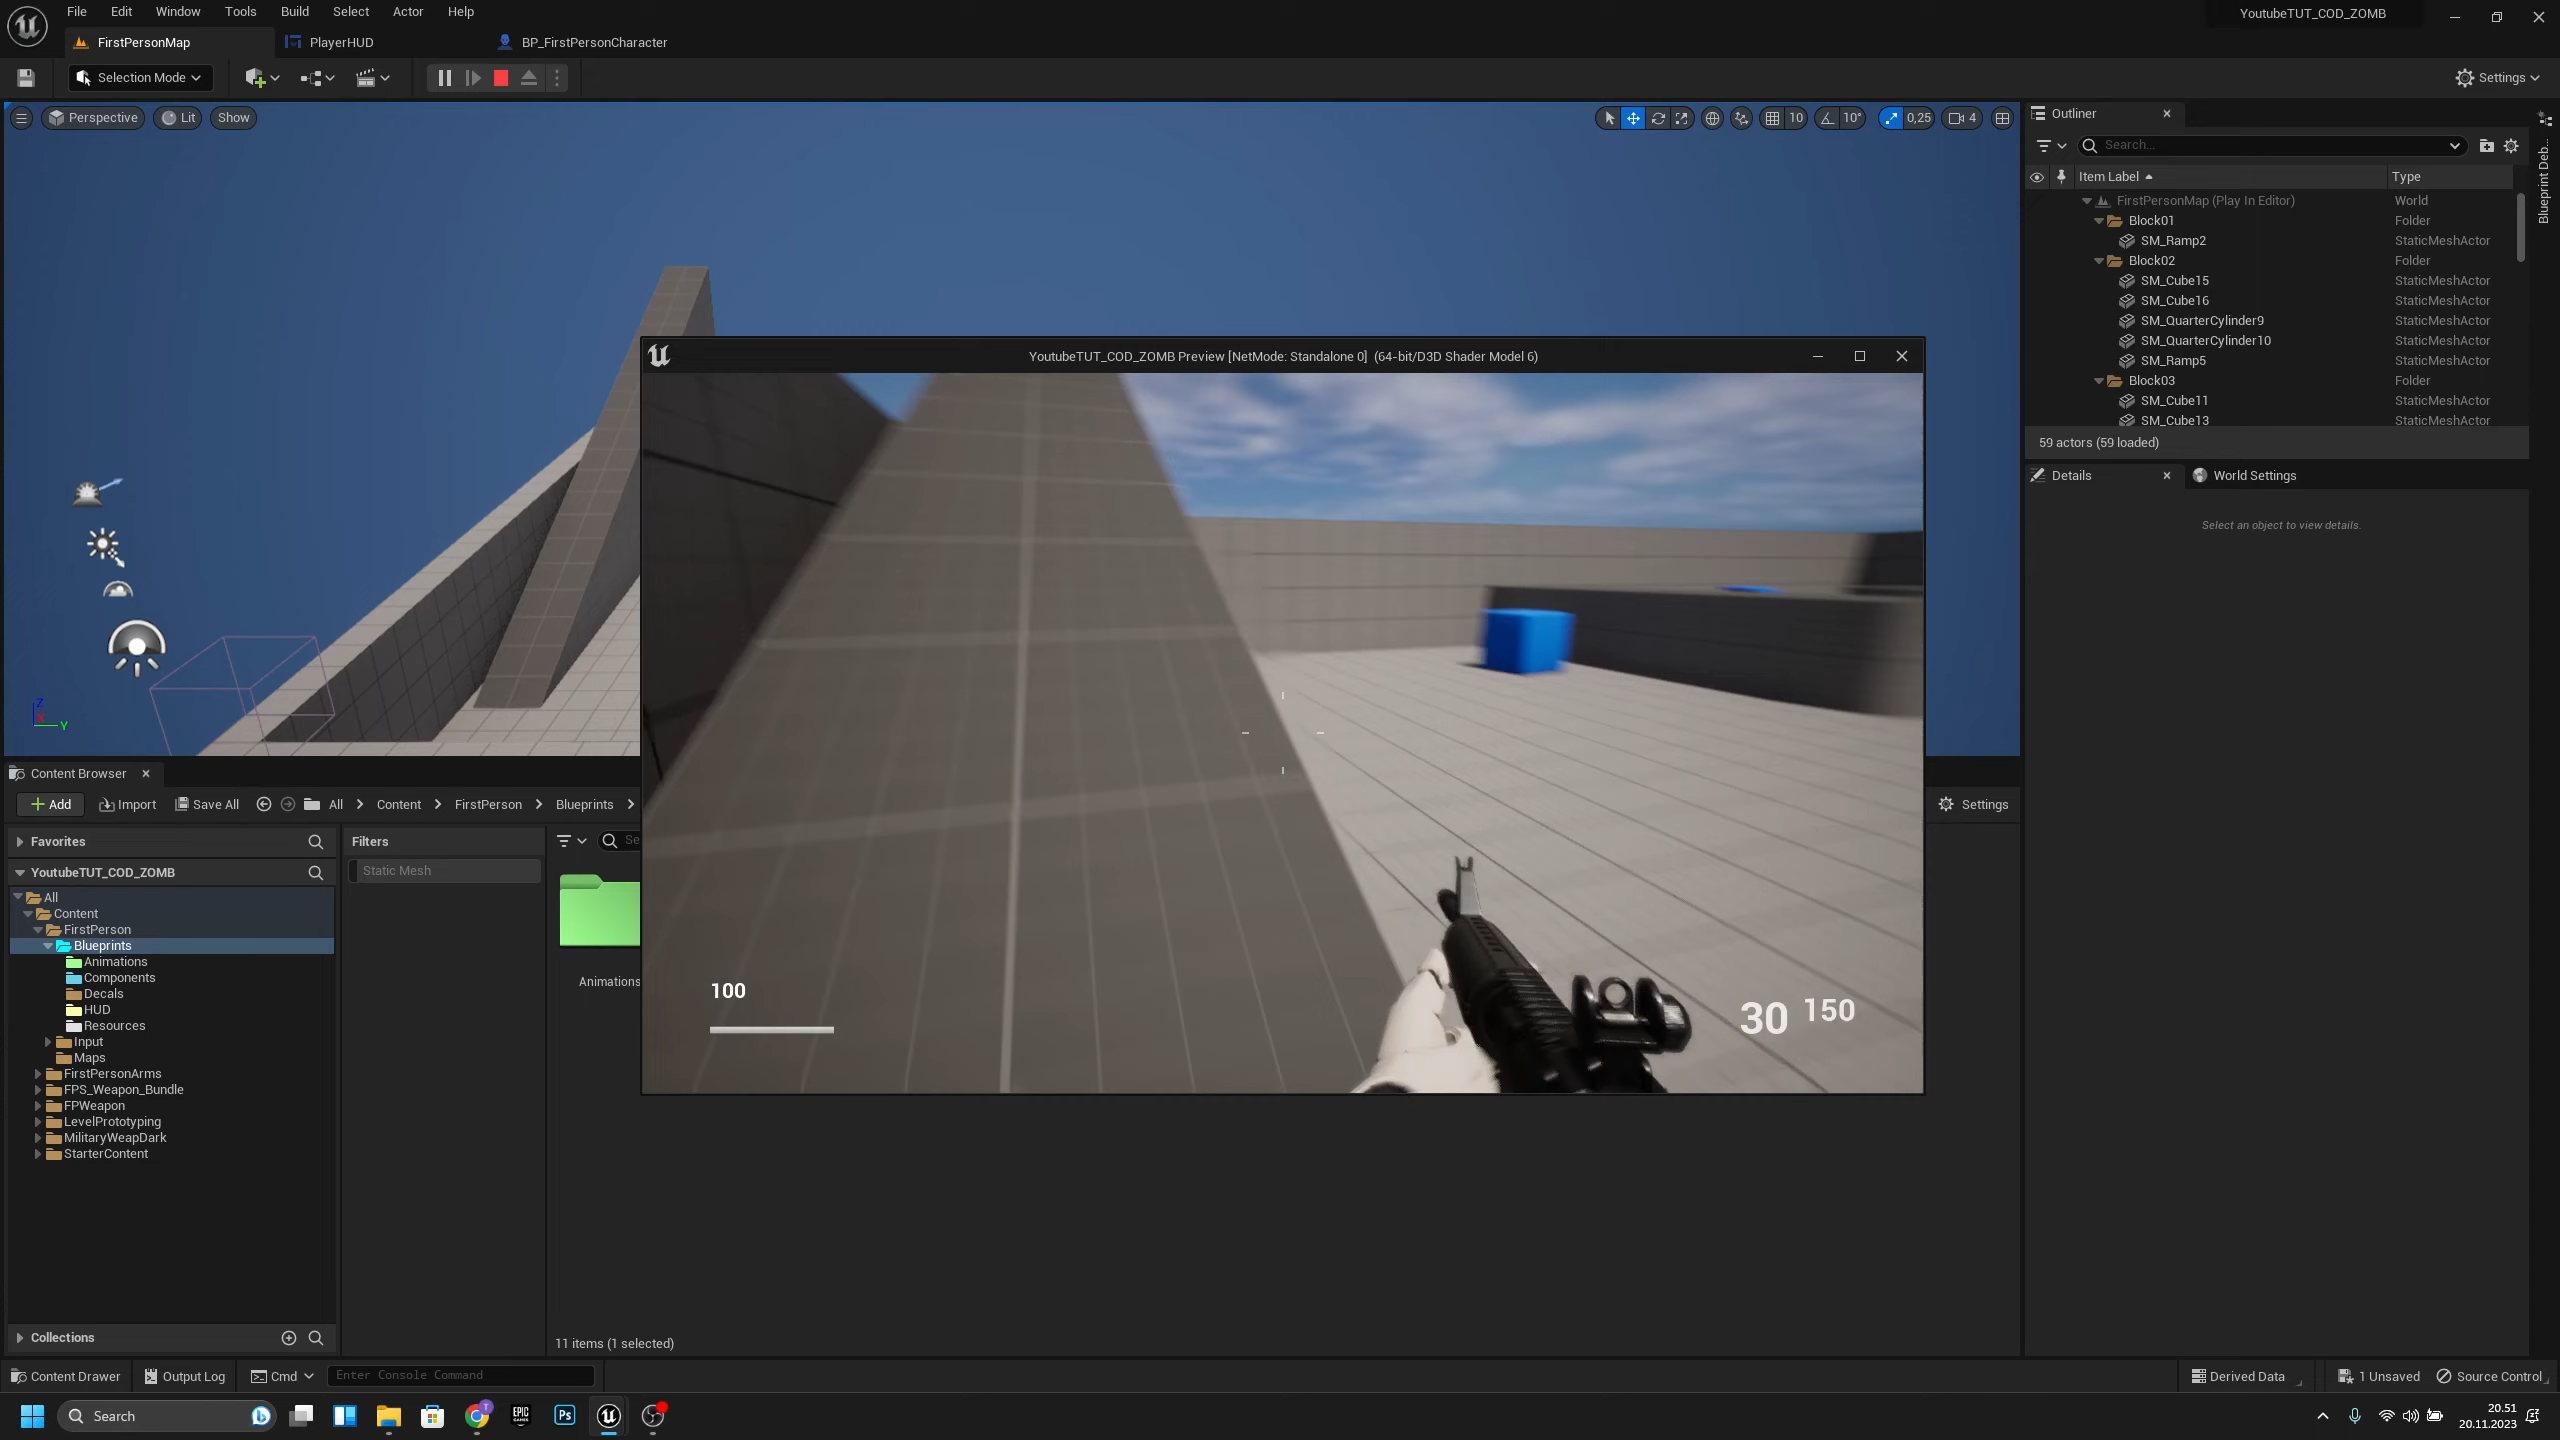 File Edit Window Tools Build Select Actor Help
YoutubeTUT_COD_ZOMB
FirstPersonMap
PlayerHUD
BP_FirstPersonCharacter
Selection Mode
Settings
Perspective
Lit
Show
10
10°
0,25
4
Outliner
Search...
Item Label
Type
FirstPersonMap (Play In Editor) World
Block01 Folder
SM_Ramp2 StaticMeshActor
Block02 Folder
SM_Cube15 StaticMeshActor
SM_Cube16 StaticMeshActor
SM_QuarterCylinder9 StaticMeshActor
SM_QuarterCylinder10 StaticMeshActor
SM_Ramp5 StaticMeshActor
Block03 Folder
SM_Cube11 StaticMeshActor
SM_Cube13 StaticMeshActor
59 actors (59 loaded)
Blueprint Deb...
Details
World Settings
Select an object to view details.
YoutubeTUT_COD_ZOMB Preview [NetMode: Standalone 0] (64-bit/D3D Shader Model 6)
100
30 150
Z
X
Y
Content Browser
Add
Import
Save All
All
Content
FirstPerson
Blueprints
Settings
Favorites
Filters
Se
YoutubeTUT_COD_ZOMB
Static Mesh
All
Content
FirstPerson
Blueprints
Animations
Components
Decals
HUD
Resources
Input
Maps
FirstPersonArms
FPS_Weapon_Bundle
FPWeapon
LevelPrototyping
MilitaryWeapDark
StarterContent
Animations
Collections
11 items (1 selected)
Content Drawer
Output Log
Cmd
Enter Console Command
Derived Data
1 Unsaved
Source Control
Search
T
EPIC
GAMES
Ps
20.51
20.11.2023